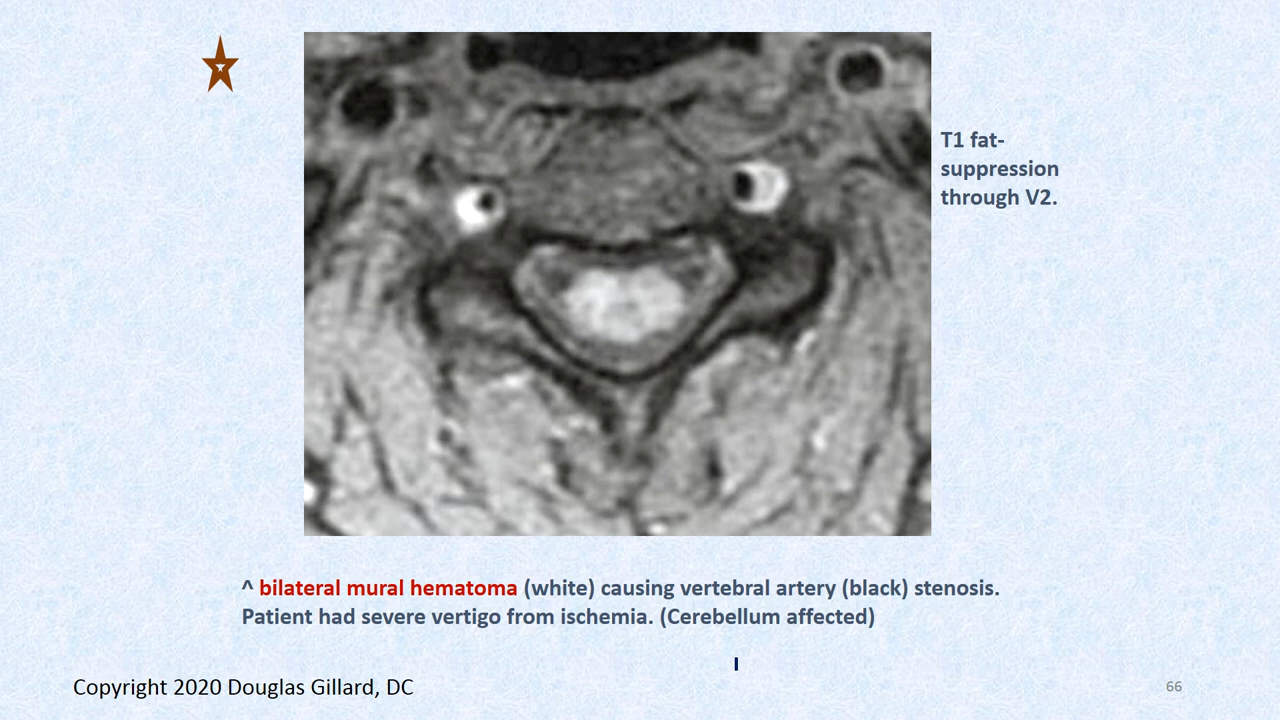 T1 fat-
suppression
through V2.
^ bilateral mural hematoma (white) causing vertebral artery (black) stenosis.
Patient had severe vertigo from ischemia. (Cerebellum affected)
Copyright 2020 Douglas Gillard, DC
66